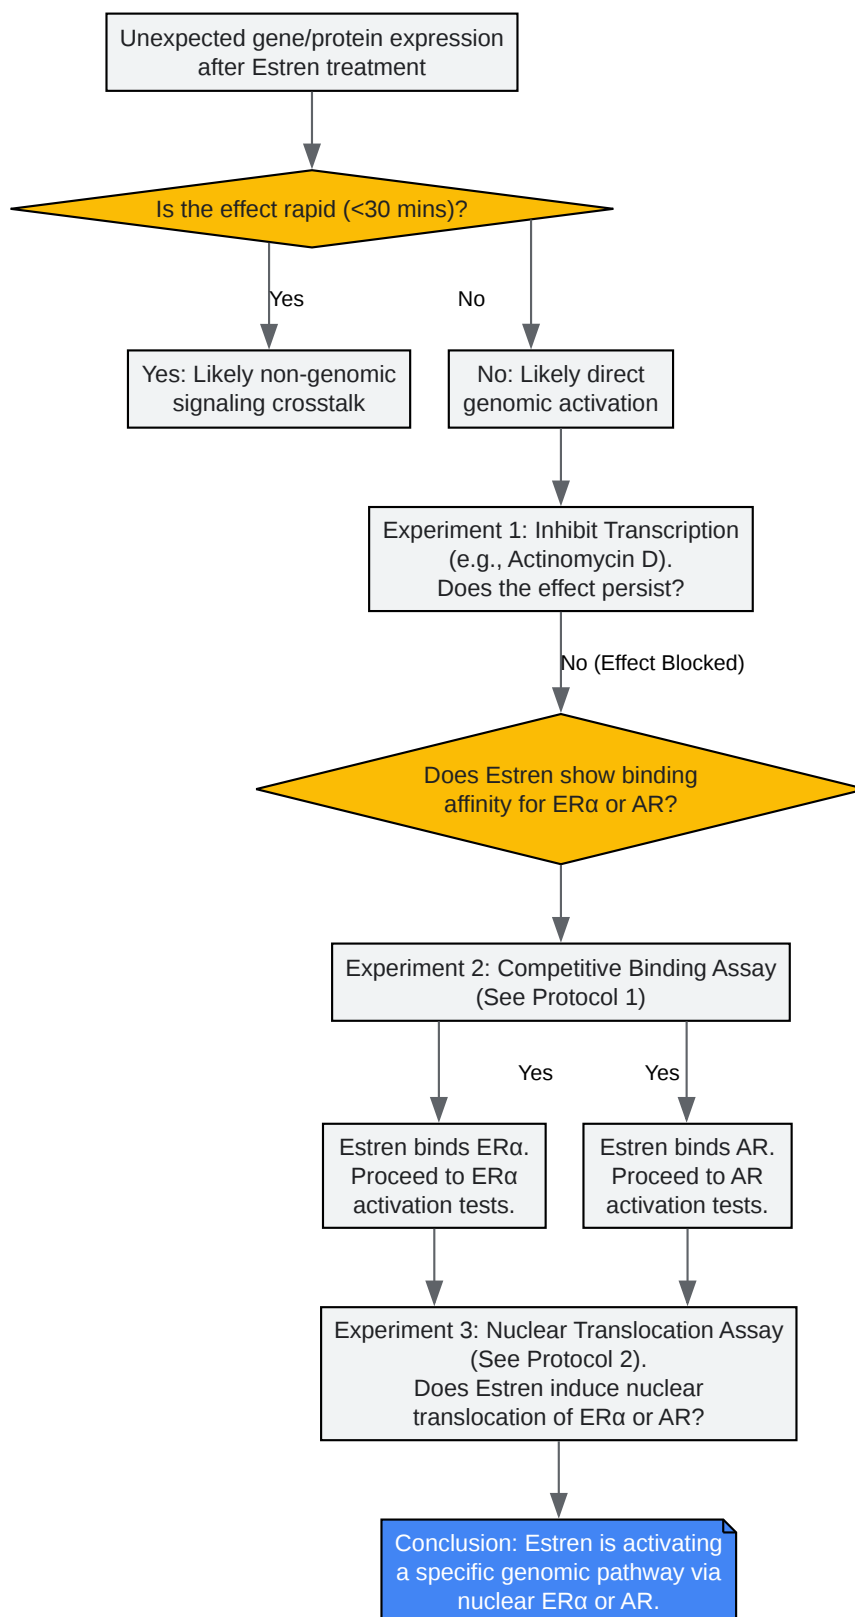 Unexpected gene/protein expression
after Estren treatment
Is the effect rapid (<30 mins)?
Yes
No
Yes: Likely non-genomic
signaling crosstalk
No: Likely direct
genomic activation
Experiment 1: Inhibit Transcription
(e.g., Actinomycin D).
Does the effect persist?
No (Effect Blocked)
Does Estren show binding
affinity for ERα or AR?
Experiment 2: Competitive Binding Assay
(See Protocol 1)
Yes
Yes
Estren binds ERα.
Proceed to ERα
activation tests.
Estren binds AR.
Proceed to AR
activation tests.
Experiment 3: Nuclear Translocation Assay
(See Protocol 2).
Does Estren induce nuclear
translocation of ERα or AR?
Conclusion: Estren is activating
a specific genomic pathway via
nuclear ERα or AR.